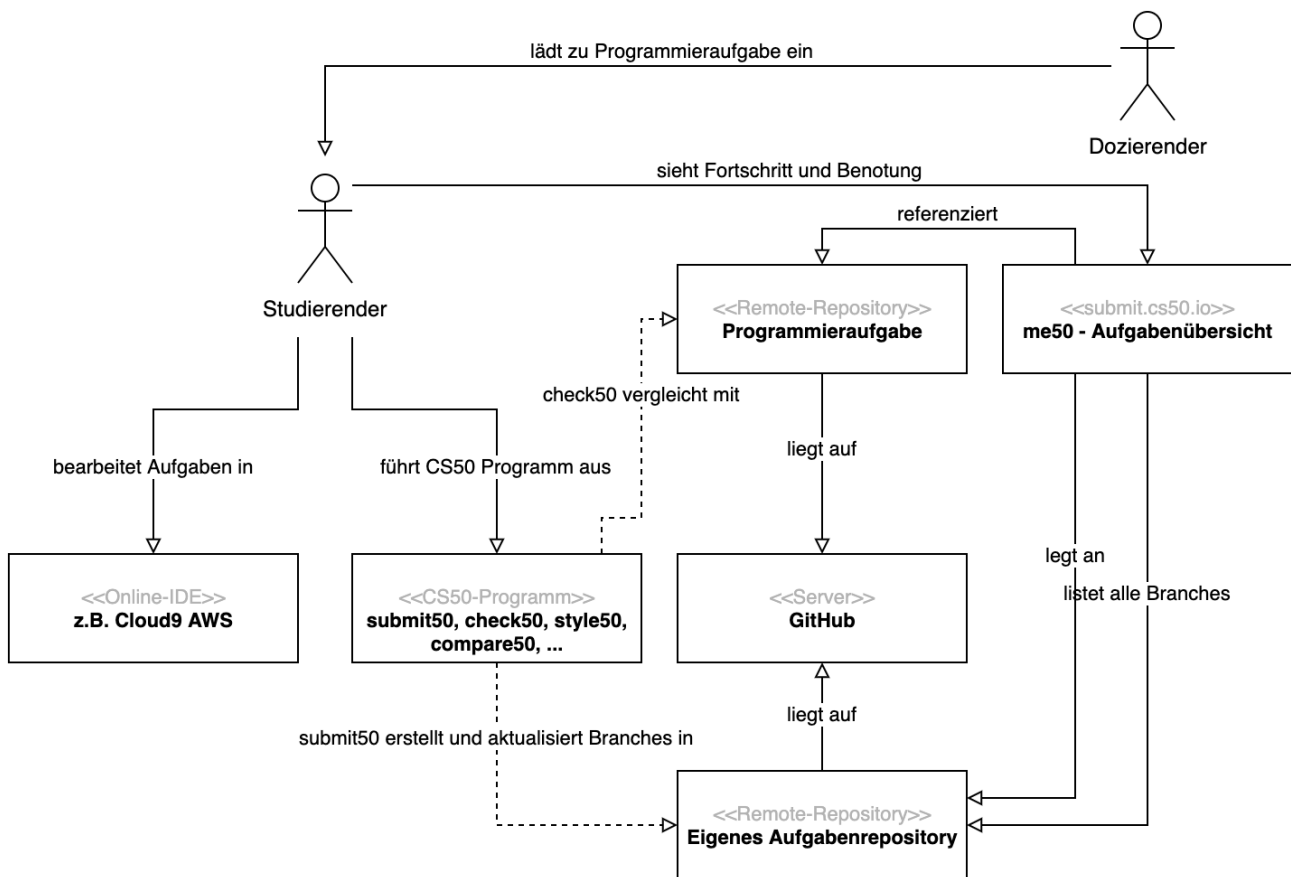 lädt zu Programmieraufgabe ein
Dozierender
sieht Fortschritt und Benotung
referenziert
Studierender
<<Remote-Repository>>
Programmieraufgabe
<<submit.cs50.io>>
me50 - Aufgabenübersicht
check50 vergleicht mit
bearbeitet Aufgaben in
führt CS50 Programm aus
liegt auf
legt an
listet alle Branches
<<Online-IDE>>
z.B. Cloud9 AWS
<<CS50-Programm>>
submit50, check50, style50,
compare50, ...
<<Server>>
GitHub
liegt auf
submit50 erstellt und aktualisiert Branches in
<<Remote-Repository>>
Eigenes Aufgabenrepository